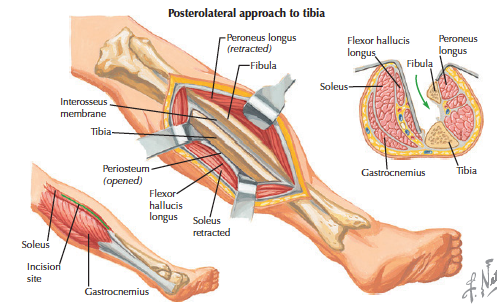 Posterolateral approach to tibia
Peroneus longus
(retracted)
Fibula
Interosseus
membrane
Tibia
Periosteum
(opened)
Flexor
hallucis
longus
Soleus
retracted
Flexor hallucis
longus
Peroneus
longus
Fibula
Soleus
Gastrocnemius
Tibia
Soleus
Incision
site
Gastrocnemius